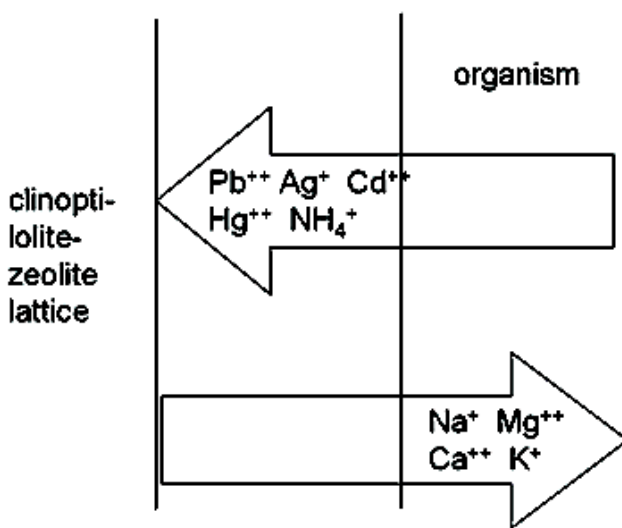 organism
Pb⁺⁺ Ag⁺ Cd⁺⁺
Hg⁺⁺ NH₄⁺
clinopti-
lolite-
zeolite
lattice
Na⁺ Mg⁺⁺
Ca⁺⁺ K⁺